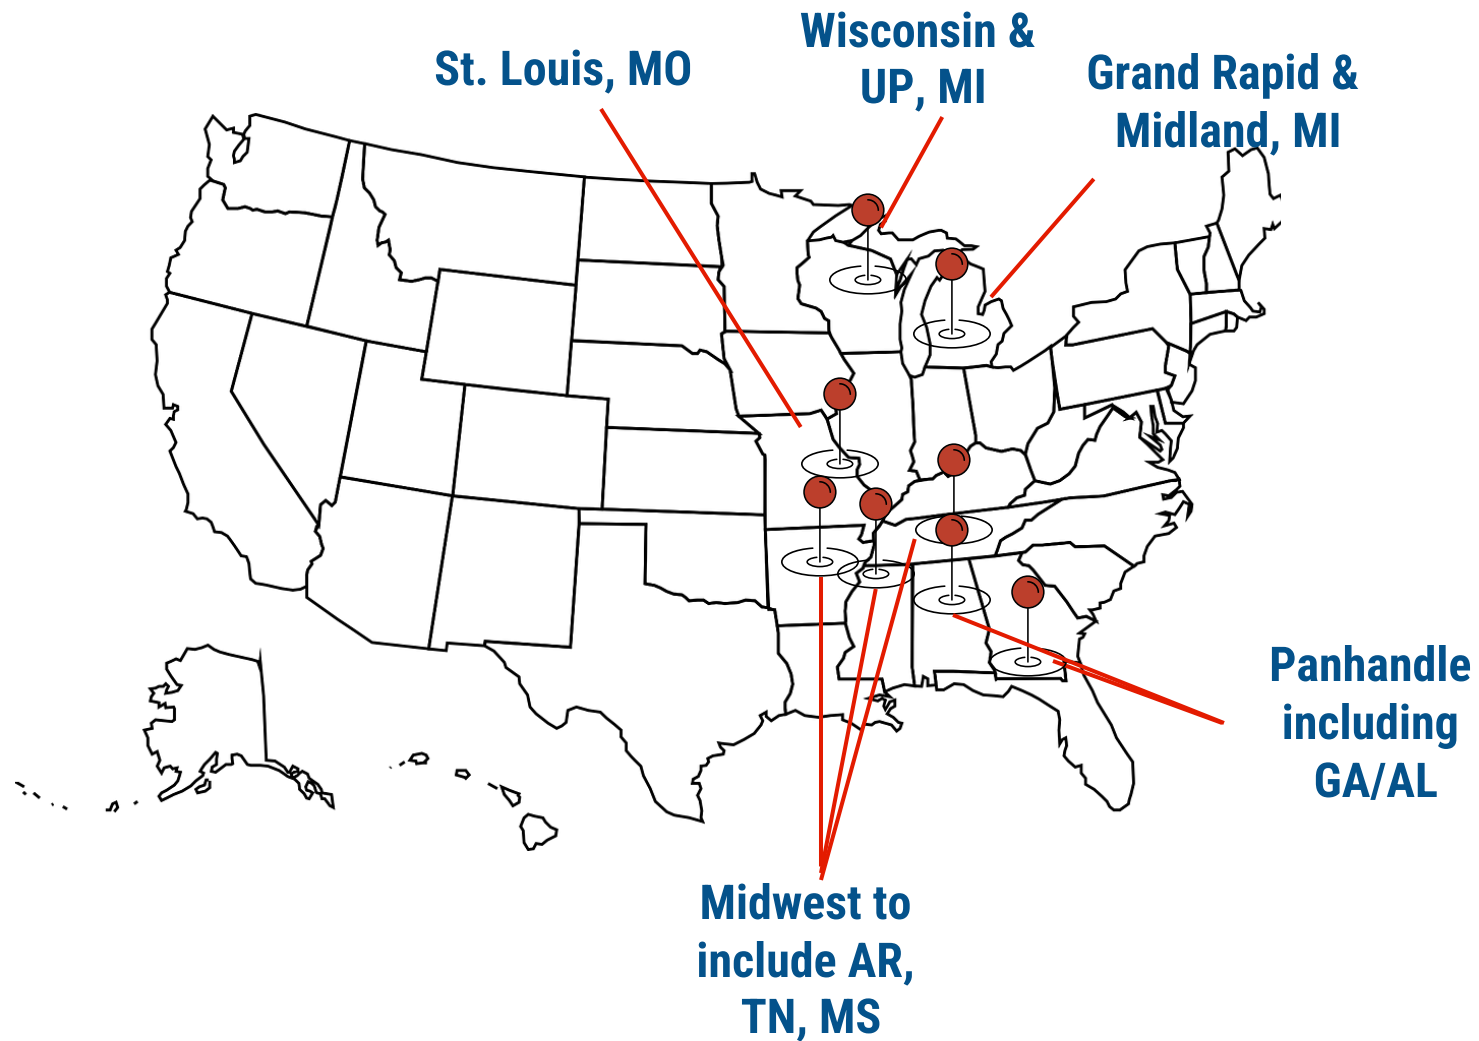 St. Louis, MO
Wisconsin &
UP, MI
Grand Rapid &
Midland, MI
Panhandle
including
GA/AL
Midwest to
include AR,
TN, MS